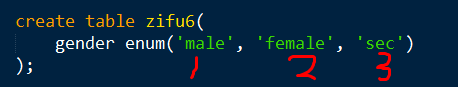 create table zifu6(
    gender enum('male', 'female', 'sec')
);
1 2 3